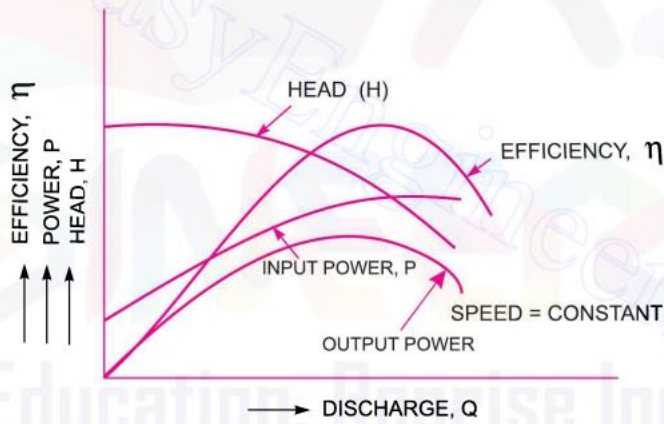 HEAD (H)
EFFICIENCY, η
EFFICIENCY, η
POWER, P
HEAD, H
INPUT POWER, P
SPEED = CONSTANT
OUTPUT POWER
DISCHARGE, Q